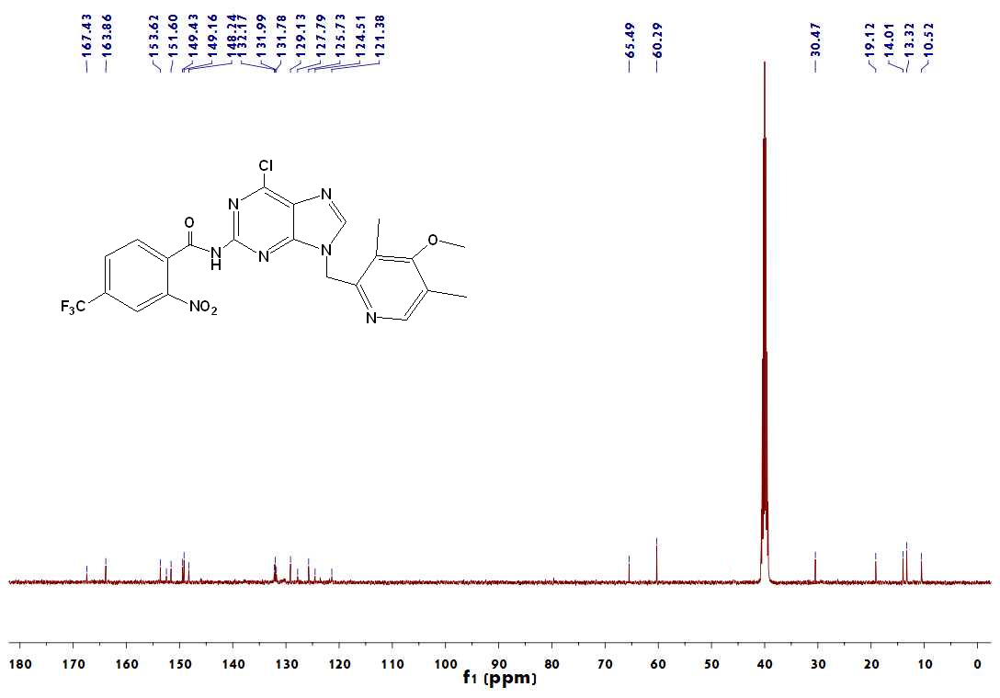 167.43
163.86
153.62
151.60
149.43
149.16
148.24
132.17
131.99
131.78
129.13
127.79
125.73
124.51
121.38
65.49
60.29
30.47
19.12
14.01
13.32
10.52
Cl
N
N
O
N
H
N
N
O
F3C
NO2
N
180 170 160 150 140 130 120 110 100 90 80 70 60 50 40 30 20 10 0
f1 (ppm)